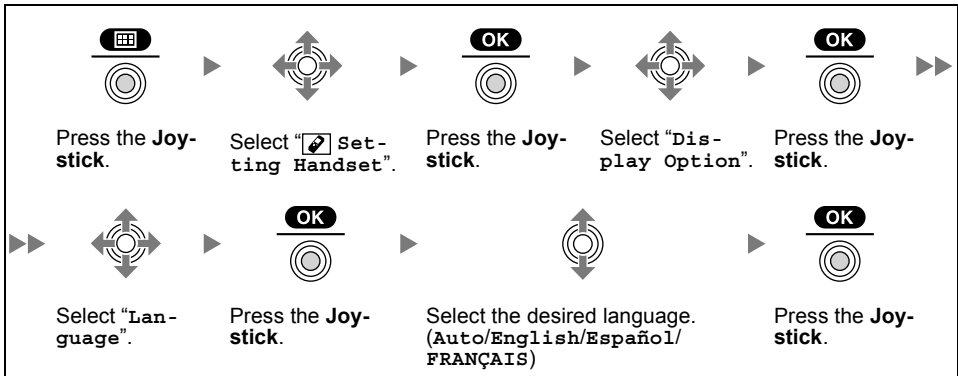 OK OK
Press the Joy-
stick.
Select " Set-
ting Handset".
Press the Joy-
stick.
Select "Dis-
play Option".
Press the Joy-
stick.
OK OK
Select "Lan-
guage".
Press the Joy-
stick.
Select the desired language.
(Auto/English/Español/
FRANÇAIS)
Press the Joy-
stick.